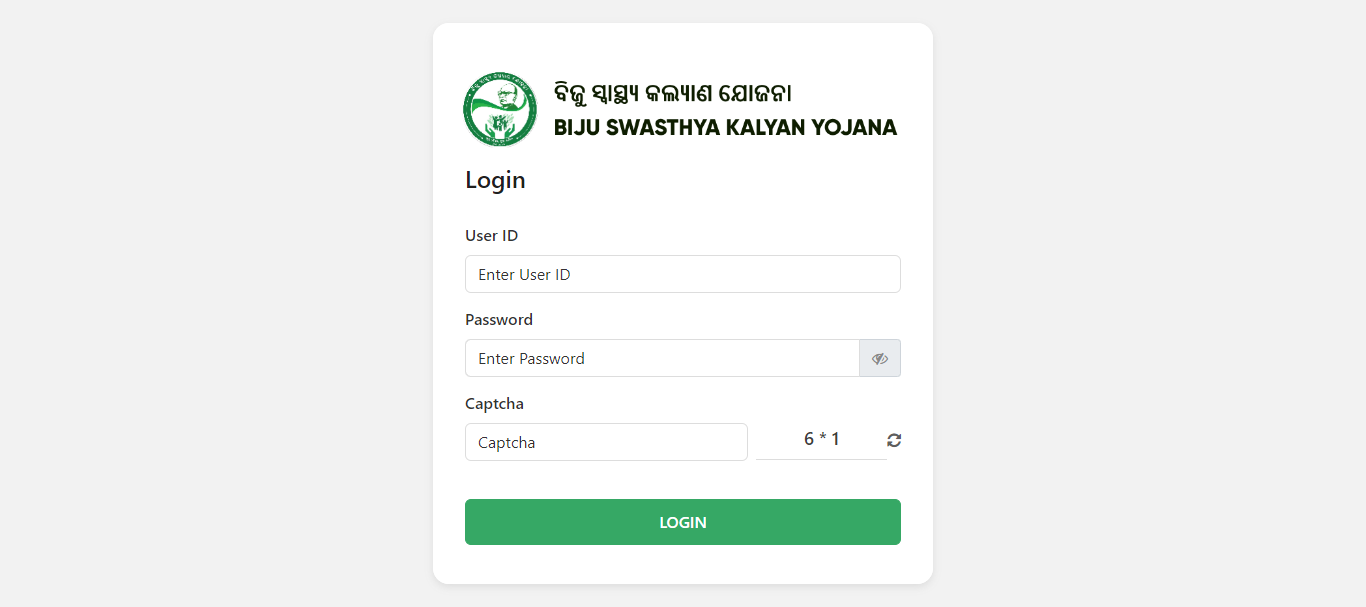 ବିଜୁ ସ୍ୱାସ୍ଥ୍ୟ କଲ୍ୟାଣ ଯୋଜନା
BIJU SWASTHYA KALYAN YOJANA
Login
User ID
Enter User ID
Password
Enter Password
Captcha
Captcha
6 * 1
LOGIN